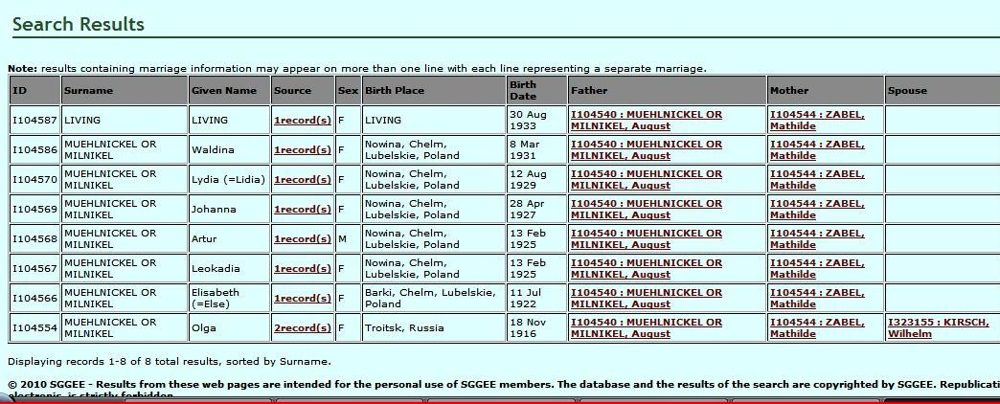 Search Results
Note: results containing marriage information may appear on more than one line with each line representing a separate marriage.
ID Surname Given Name Source Sex Birth Place Birth Date Father Mother Spouse
I104587 LIVING LIVING 1record(s) F LIVING 30 Aug 1933 I104540 : MUEHLNICKEL OR MILNIKEL, August I104544 : ZABEL, Mathilde
I104586 MUEHLNICKEL OR MILNIKEL Waldina 1record(s) F Nowina, Chelm, Lubelskie, Poland 8 Mar 1931 I104540 : MUEHLNICKEL OR MILNIKEL, August I104544 : ZABEL, Mathilde
I104570 MUEHLNICKEL OR MILNIKEL Lydia (=Lidia) 1record(s) F Nowina, Chelm, Lubelskie, Poland 12 Aug 1929 I104540 : MUEHLNICKEL OR MILNIKEL, August I104544 : ZABEL, Mathilde
I104569 MUEHLNICKEL OR MILNIKEL Johanna 1record(s) F Nowina, Chelm, Lubelskie, Poland 28 Apr 1927 I104540 : MUEHLNICKEL OR MILNIKEL, August I104544 : ZABEL, Mathilde
I104568 MUEHLNICKEL OR MILNIKEL Artur 1record(s) M Nowina, Chelm, Lubelskie, Poland 13 Feb 1925 I104540 : MUEHLNICKEL OR MILNIKEL, August I104544 : ZABEL, Mathilde
I104567 MUEHLNICKEL OR MILNIKEL Leokadia 1record(s) F Nowina, Chelm, Lubelskie, Poland 13 Feb 1925 I104540 : MUEHLNICKEL OR MILNIKEL, August I104544 : ZABEL, Mathilde
I104566 MUEHLNICKEL OR MILNIKEL Elisabeth (=Else) 1record(s) F Barki, Chelm, Lubelskie, Poland 11 Jul 1922 I104540 : MUEHLNICKEL OR MILNIKEL, August I104544 : ZABEL, Mathilde
I104554 MUEHLNICKEL OR MILNIKEL Olga 2record(s) F Troitsk, Russia 18 Nov 1916 I104540 : MUEHLNICKEL OR MILNIKEL, August I104544 : ZABEL, Mathilde I323155 : KIRSCH, Wilhelm
Displaying records 1-8 of 8 total results, sorted by Surname.
© 2010 SGGEE - Results from these web pages are intended for the personal use of SGGEE members. The database and the results of the search are copyrighted by SGGEE. Republicati
electronic, is strictly forbidden